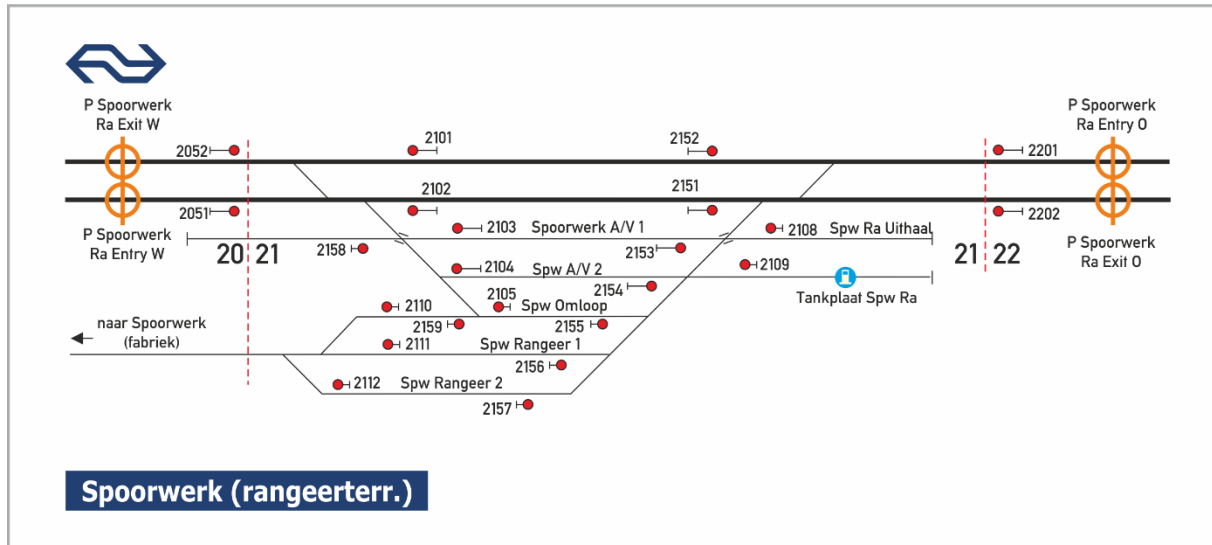 P Spoorwerk
Ra Exit W
P Spoorwerk
Ra Entry O
2052
2101
2152
2201
2051
2102
2151
2202
P Spoorwerk
Ra Entry W
2103
Spoorwerk A/V 1
2108
Spw Ra Uithaal
P Spoorwerk
Ra Exit O
20 21
2158
2153
21 22
2104
Spw A/V 2
2109
2154
Tankplaat Spw Ra
2110
2105
Spw Omloop
naar Spoorwerk
(fabriek)
2159
2155
2111
Spw Rangeer 1
2156
2112
Spw Rangeer 2
2157
Spoorwerk (rangeerterr.)